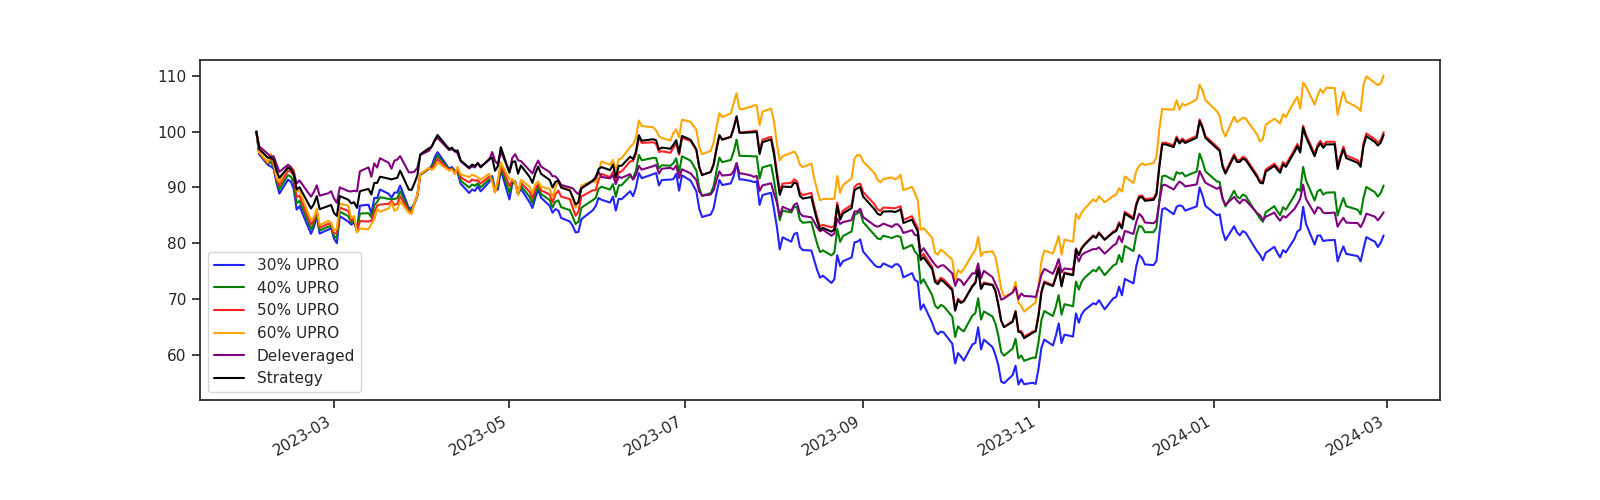 110
100
90
80
70
60
30% UPRO
40% UPRO
50% UPRO
60% UPRO
Deleveraged
Strategy
2023-03
2023-05
2023-07
2023-09
2023-11
2024-01
2024-03